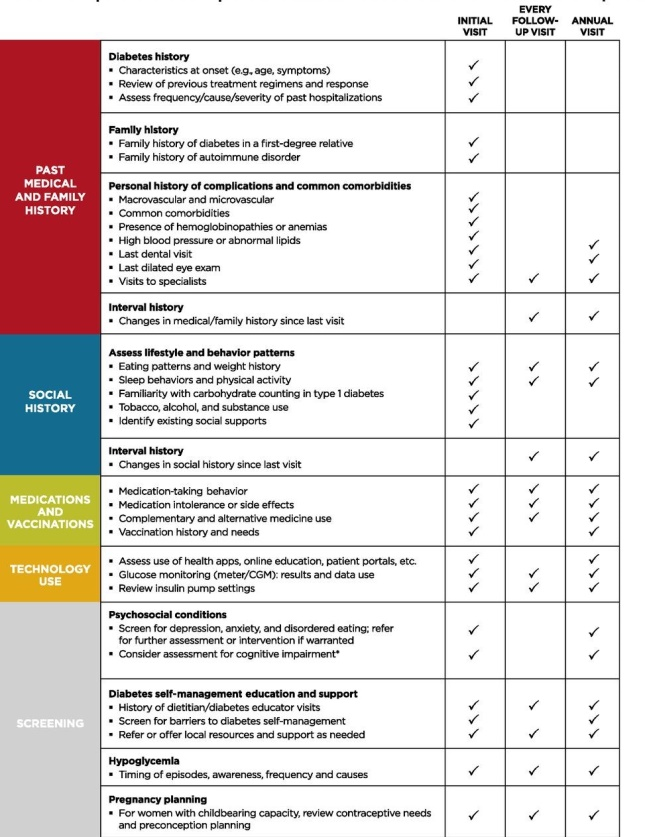 INITIAL VISIT
EVERY FOLLOW-UP VISIT
ANNUAL VISIT
PAST MEDICAL AND FAMILY HISTORY
Diabetes history
▪ Characteristics at onset (e.g., age, symptoms) ✓
▪ Review of previous treatment regimens and response ✓
▪ Assess frequency/cause/severity of past hospitalizations ✓
Family history
▪ Family history of diabetes in a first-degree relative ✓
▪ Family history of autoimmune disorder ✓
Personal history of complications and common comorbidities
▪ Macrovascular and microvascular ✓
▪ Common comorbidities ✓
▪ Presence of hemoglobinopathies or anemias ✓
▪ High blood pressure or abnormal lipids ✓ ✓
▪ Last dental visit ✓ ✓
▪ Last dilated eye exam ✓
▪ Visits to specialists ✓ ✓ ✓
Interval history
▪ Changes in medical/family history since last visit ✓ ✓
SOCIAL HISTORY
Assess lifestyle and behavior patterns
▪ Eating patterns and weight history ✓ ✓ ✓
▪ Sleep behaviors and physical activity ✓ ✓ ✓
▪ Familiarity with carbohydrate counting in type 1 diabetes ✓
▪ Tobacco, alcohol, and substance use ✓
▪ Identify existing social supports ✓
Interval history
▪ Changes in social history since last visit ✓ ✓
MEDICATIONS AND VACCINATIONS
▪ Medication-taking behavior ✓ ✓ ✓
▪ Medication intolerance or side effects ✓ ✓ ✓
▪ Complementary and alternative medicine use ✓ ✓ ✓
▪ Vaccination history and needs ✓ ✓
TECHNOLOGY USE
▪ Assess use of health apps, online education, patient portals, etc. ✓ ✓
▪ Glucose monitoring (meter/CGM): results and data use ✓ ✓ ✓
▪ Review insulin pump settings ✓ ✓ ✓
SCREENING
Psychosocial conditions
▪ Screen for depression, anxiety, and disordered eating; refer
for further assessment or intervention if warranted ✓ ✓
▪ Consider assessment for cognitive impairment* ✓ ✓
Diabetes self-management education and support
▪ History of dietitian/diabetes educator visits ✓ ✓ ✓
▪ Screen for barriers to diabetes self-management ✓ ✓
▪ Refer or offer local resources and support as needed ✓ ✓ ✓
Hypoglycemia
▪ Timing of episodes, awareness, frequency and causes ✓ ✓ ✓
Pregnancy planning
▪ For women with childbearing capacity, review contraceptive needs
and preconception planning ✓ ✓ ✓